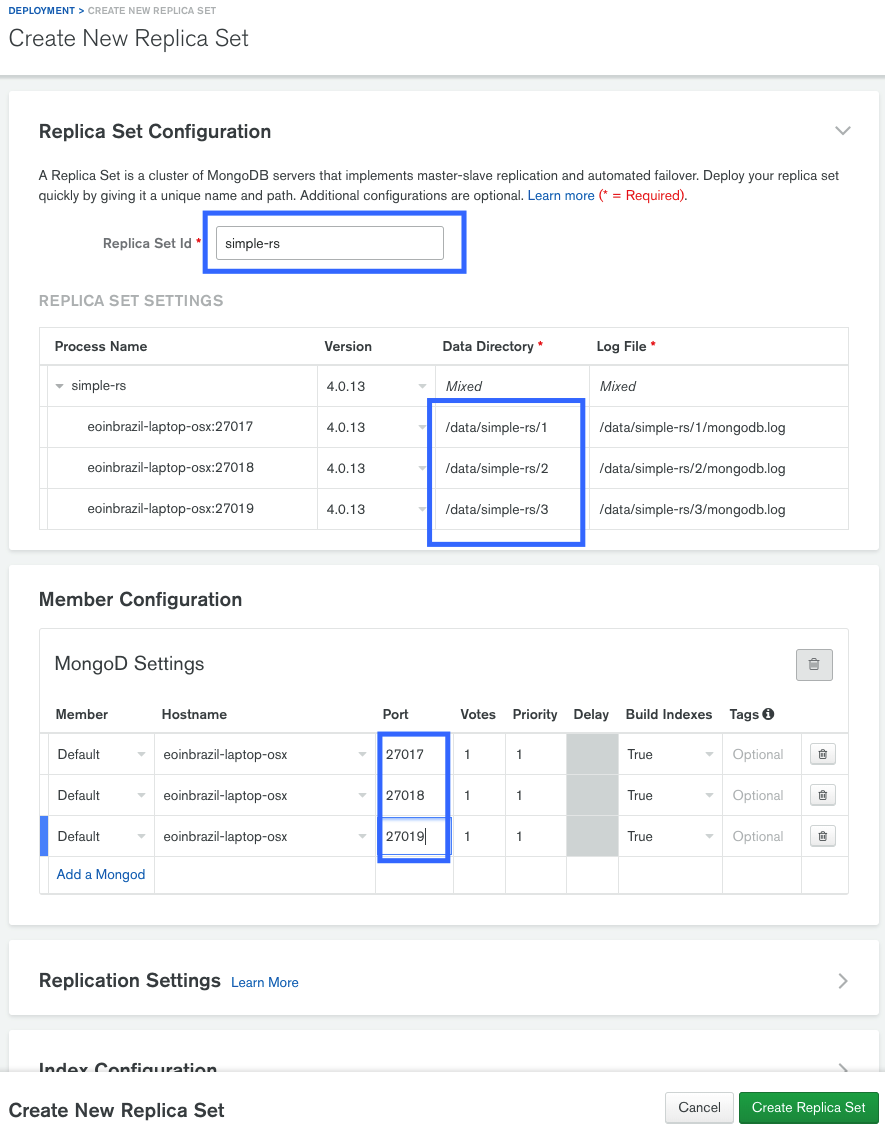 DEPLOYMENT > CREATE NEW REPLICA SET
Create New Replica Set
Replica Set Configuration
A Replica Set is a cluster of MongoDB servers that implements master-slave replication and automated failover. Deploy your replica set
quickly by giving it a unique name and path. Additional configurations are optional. Learn more (* = Required).
Replica Set Id * simple-rs
REPLICA SET SETTINGS
Process Name Version Data Directory * Log File *
simple-rs 4.0.13 Mixed Mixed
eoinbrazil-laptop-osx:27017 4.0.13 /data/simple-rs/1 /data/simple-rs/1/mongodb.log
eoinbrazil-laptop-osx:27018 4.0.13 /data/simple-rs/2 /data/simple-rs/2/mongodb.log
eoinbrazil-laptop-osx:27019 4.0.13 /data/simple-rs/3 /data/simple-rs/3/mongodb.log
Member Configuration
MongoD Settings
Member Hostname Port Votes Priority Delay Build Indexes Tags
Default eoinbrazil-laptop-osx 27017 1 1 True Optional
Default eoinbrazil-laptop-osx 27018 1 1 True Optional
Default eoinbrazil-laptop-osx 27019 1 1 True Optional
Add a Mongod
Replication Settings Learn More
Index Configuration
Create New Replica Set Cancel Create Replica Set